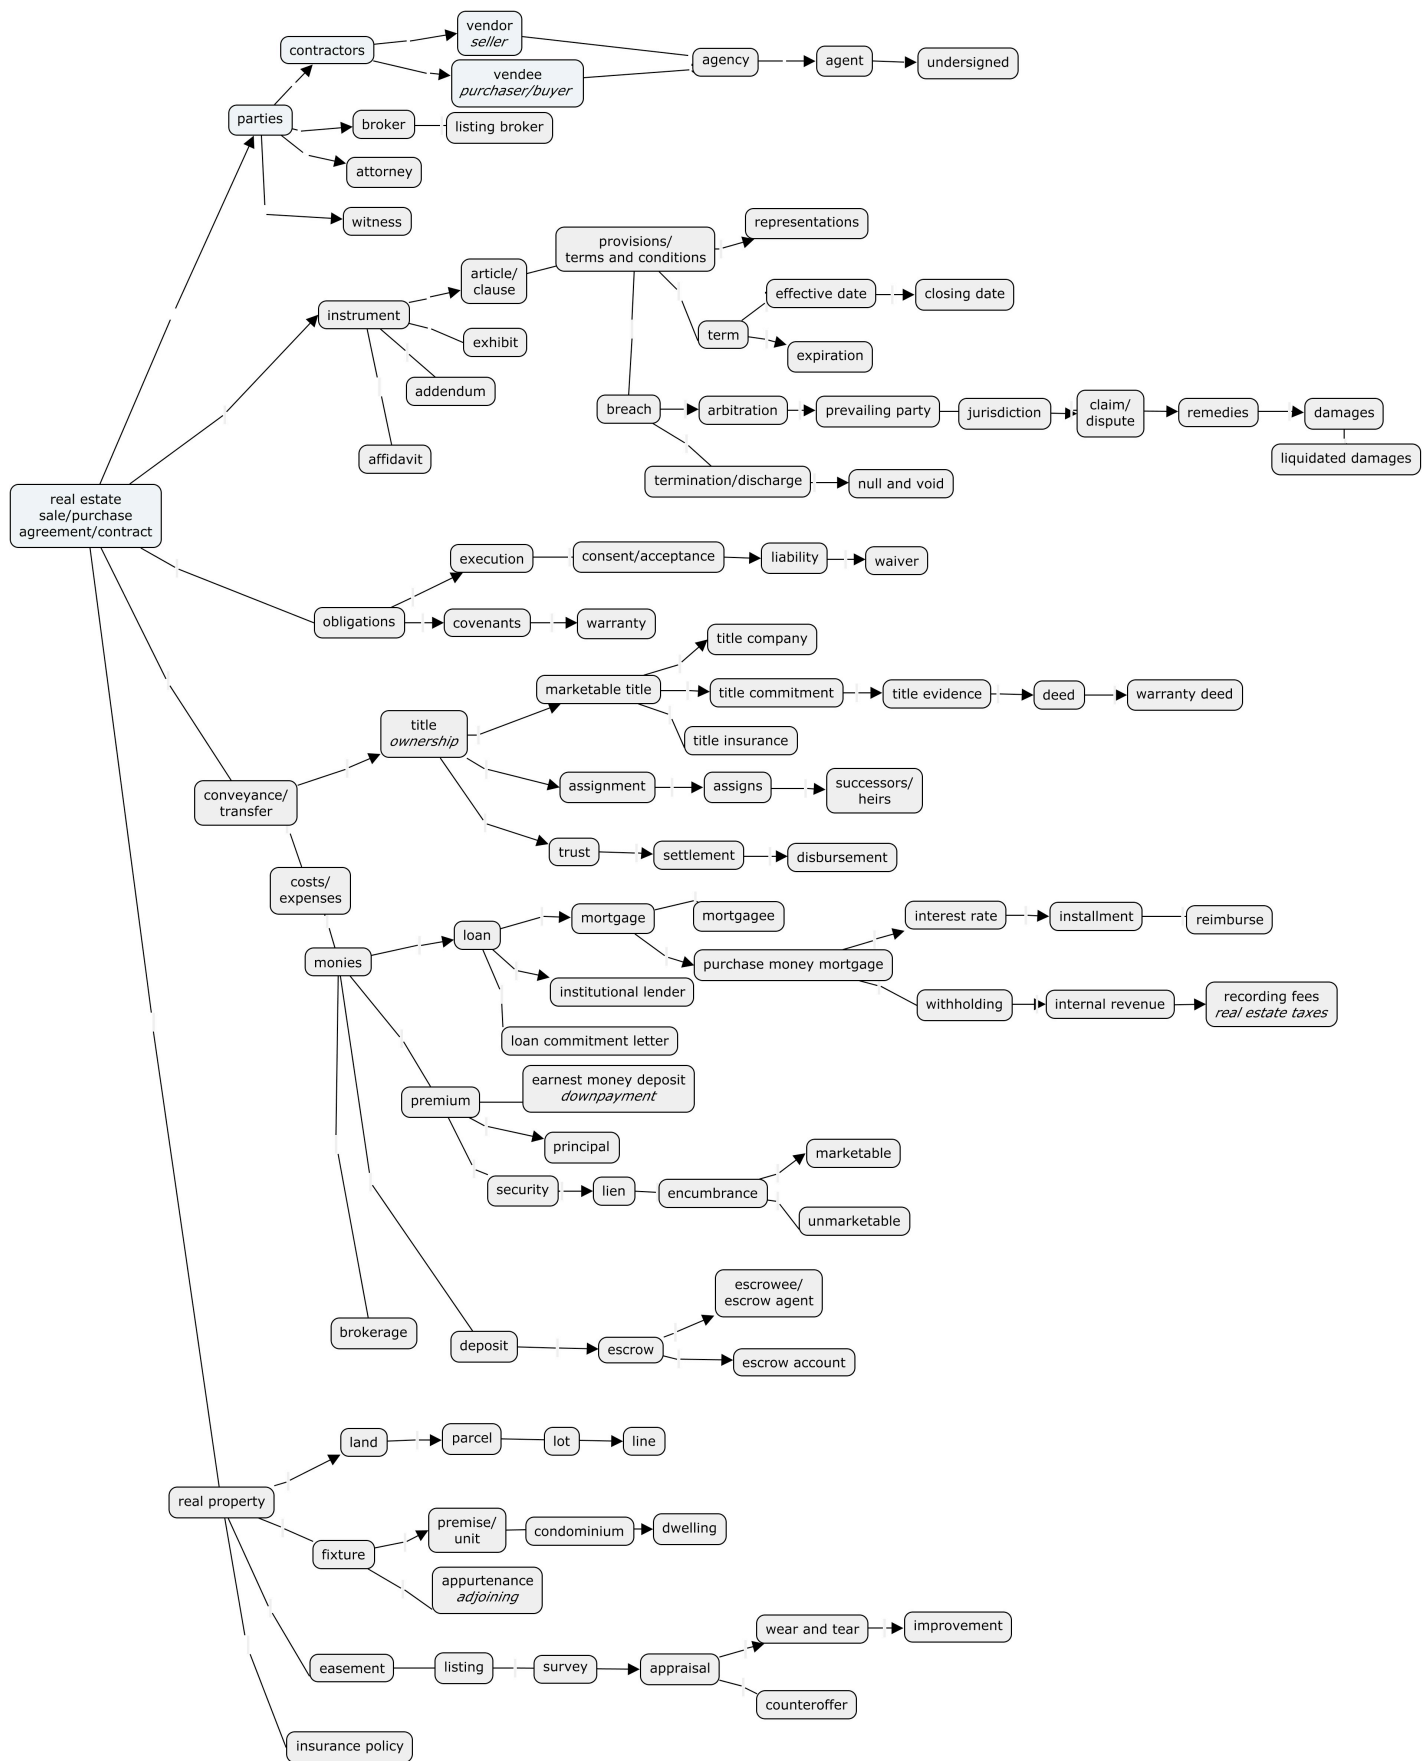 vendor
seller
contractors
agency
agent
undersigned
vendee
purchaser/buyer
parties
broker
listing broker
attorney
witness
representations
provisions/
terms and conditions
article/
clause
effective date
closing date
instrument
term
exhibit
expiration
addendum
breach
arbitration
prevailing party
jurisdiction
claim/
dispute
remedies
damages
affidavit
liquidated damages
termination/discharge
null and void
real estate
sale/purchase
agreement/contract
execution
consent/acceptance
liability
waiver
obligations
covenants
warranty
title company
marketable title
title commitment
title evidence
deed
warranty deed
title
ownership
title insurance
conveyance/
transfer
assignment
assigns
successors/
heirs
trust
settlement
disbursement
costs/
expenses
loan
mortgage
mortgagee
interest rate
installment
reimburse
monies
purchase money mortgage
institutional lender
withholding
internal revenue
recording fees
real estate taxes
loan commitment letter
premium
earnest money deposit
downpayment
principal
marketable
security
lien
encumbrance
unmarketable
escrowee/
escrow agent
brokerage
deposit
escrow
escrow account
land
parcel
lot
line
real property
premise/
unit
condominium
dwelling
fixture
appurtenance
adjoining
wear and tear
improvement
easement
listing
survey
appraisal
counteroffer
insurance policy